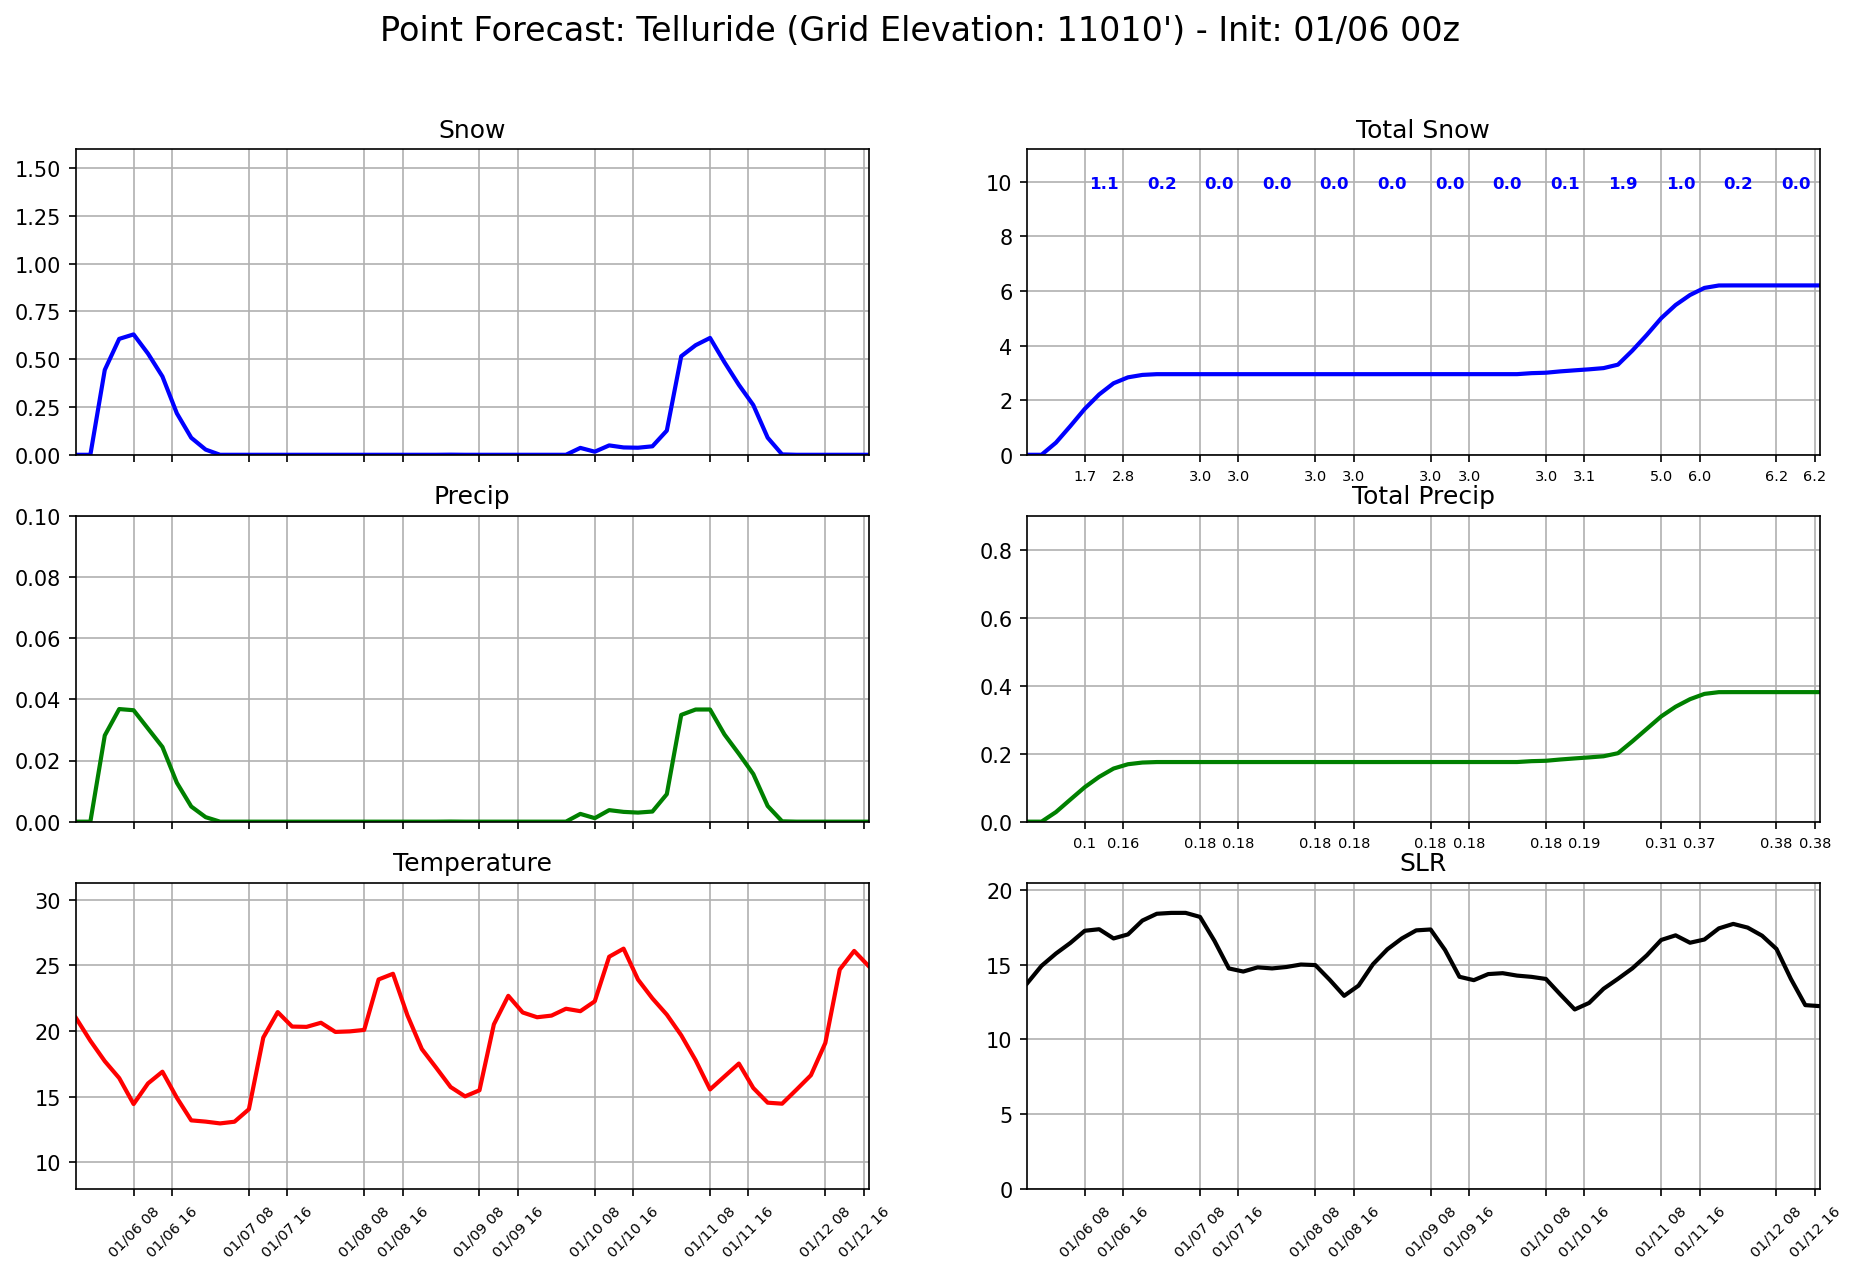 Point Forecast: Telluride (Grid Elevation: 11010') - Init: 01/06 00z
Snow
1.50
1.25
1.00
0.75
0.50
0.25
0.00
Total Snow
10
8
6
4
2
0
1.1 0.2 0.0 0.0 0.0 0.0 0.0 0.0 0.1 1.9 1.0 0.2 0.0
1.7 2.8 3.0 3.0 3.0 3.0 3.0 3.0 3.0 3.1 5.0 6.0 6.2 6.2
Precip
0.10
0.08
0.06
0.04
0.02
0.00
Total Precip
0.8
0.6
0.4
0.2
0.0
0.1 0.16 0.18 0.18 0.18 0.18 0.18 0.18 0.18 0.19 0.31 0.37 0.38 0.38
Temperature
30
25
20
15
10
01/06 08 01/06 16 01/07 08 01/07 16 01/08 08 01/08 16 01/09 08 01/09 16 01/10 08 01/10 16 01/11 08 01/11 16 01/12 08 01/12 16
SLR
20
15
10
5
0
01/06 08 01/06 16 01/07 08 01/07 16 01/08 08 01/08 16 01/09 08 01/09 16 01/10 08 01/10 16 01/11 08 01/11 16 01/12 08 01/12 16